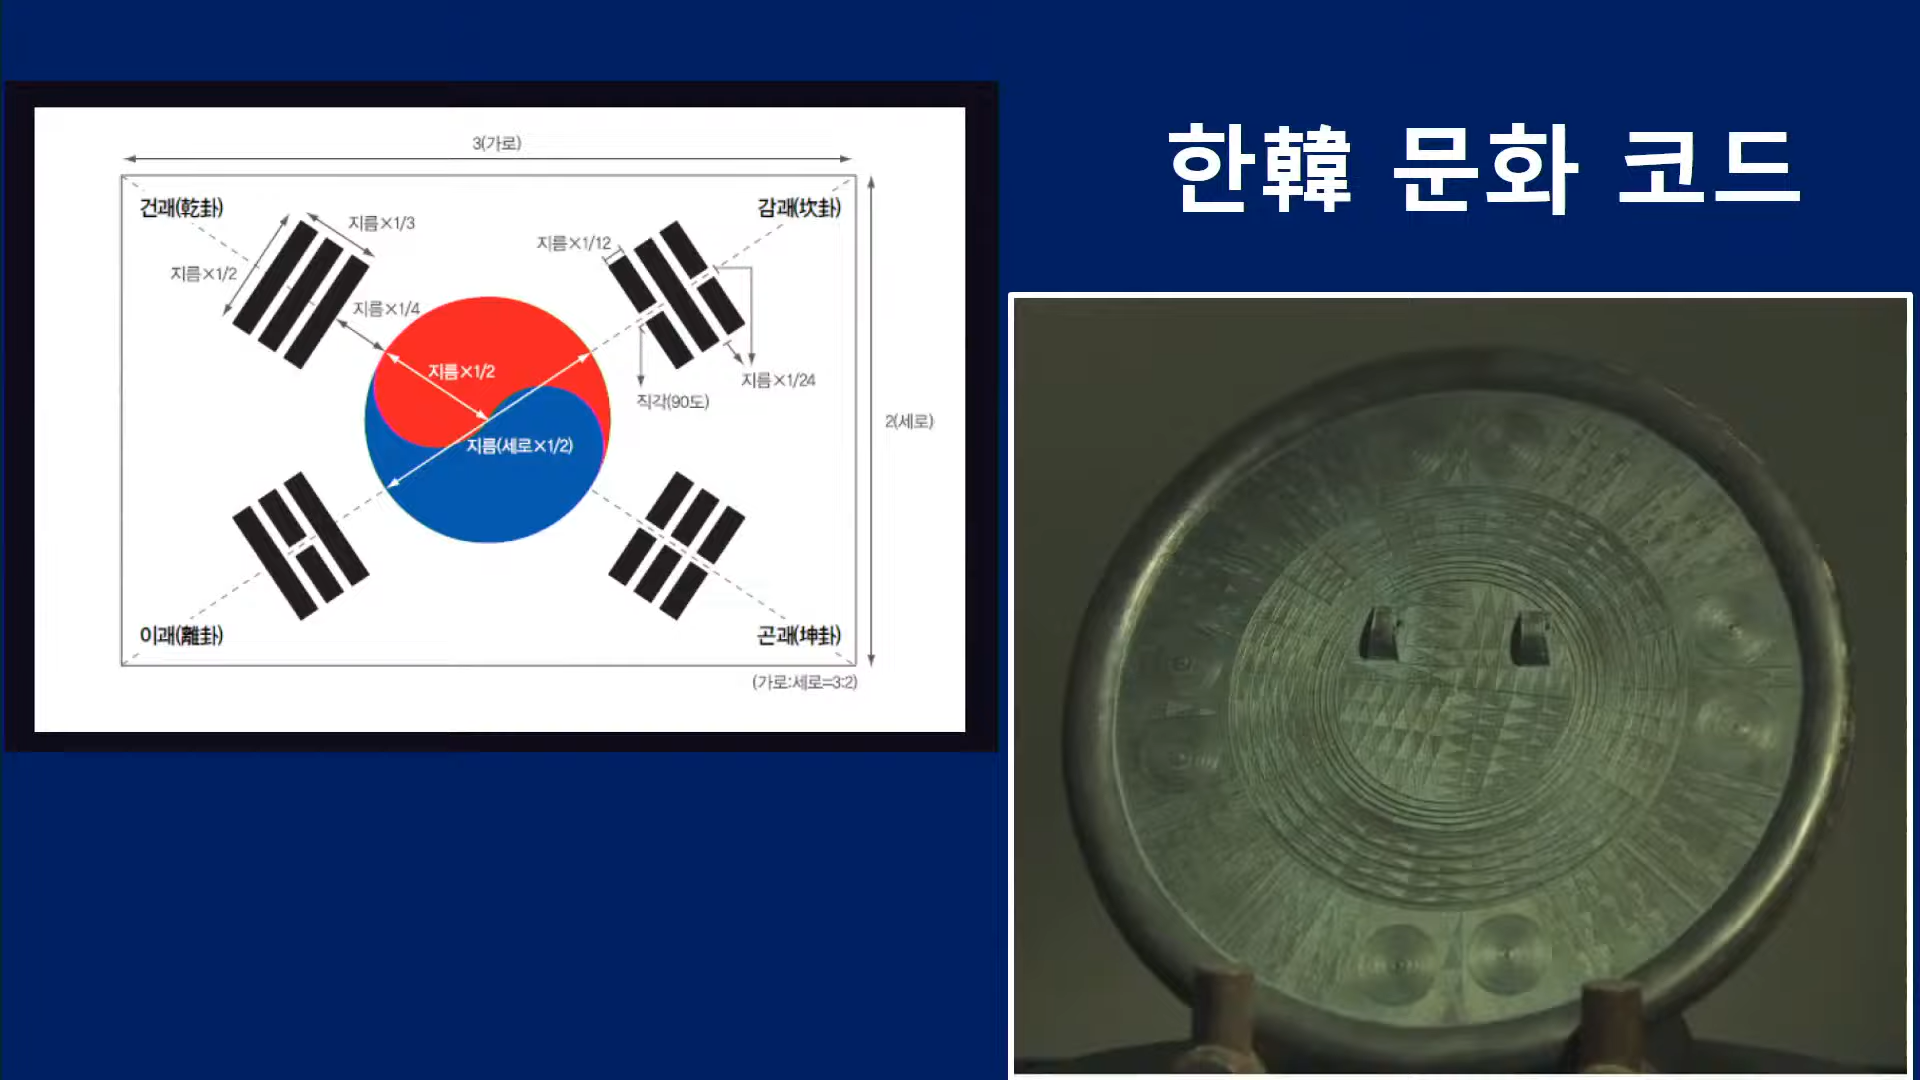 한韓 문화 코드
3(가로)
건괘(乾卦)
감괘(坎卦)
지름×1/3
지름×1/2
지름×1/12
지름×1/4
지름×1/2
지름×1/24
직각(90도)
2(세로)
지름(세로×1/2)
이괘(離卦)
곤괘(坤卦)
(가로:세로=3:2)